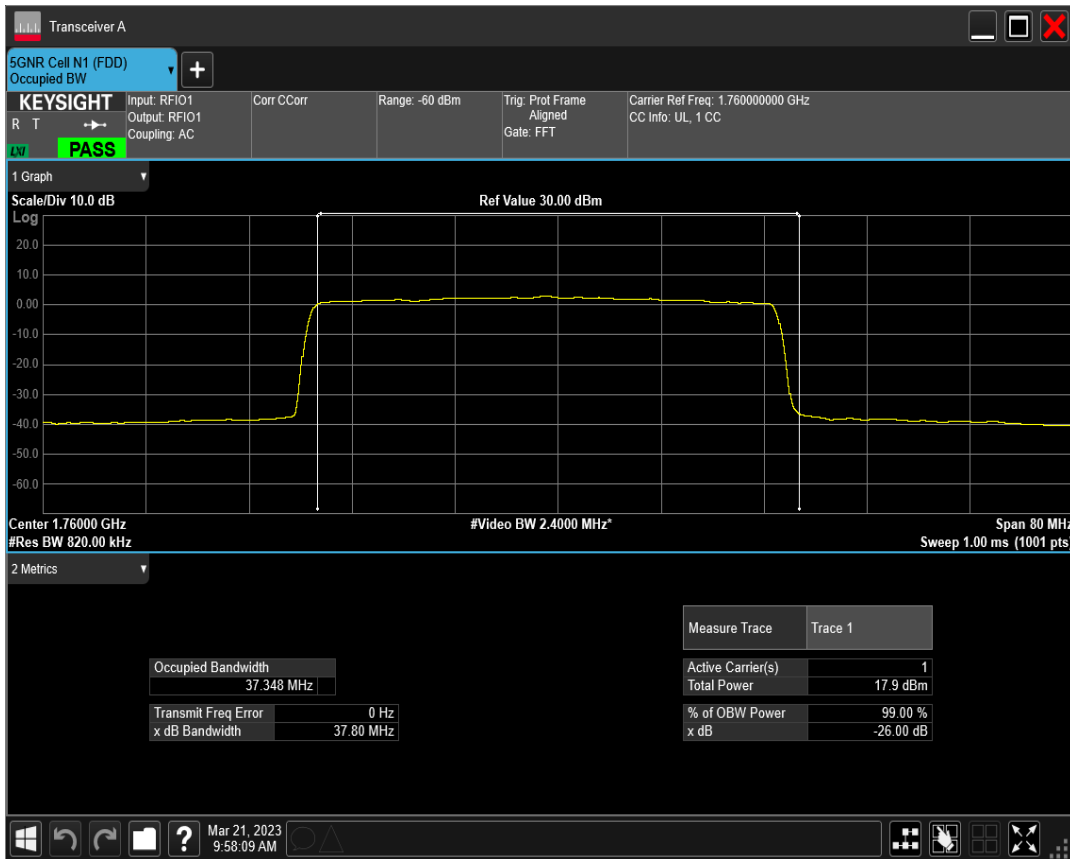 Transceiver A
5GNR Cell N1 (FDD)
Occupied BW
+
KEYSIGHT
R T
LXI
PASS
Input: RFIO1
Output: RFIO1
Coupling: AC
Corr CCorr
Range: -60 dBm
Trig: Prot Frame
Aligned
Gate: FFT
Carrier Ref Freq: 1.760000000 GHz
CC Info: UL, 1 CC
1 Graph
Scale/Div 10.0 dB
Ref Value 30.00 dBm
Log
20.0
10.0
0.00
-10.0
-20.0
-30.0
-40.0
-50.0
-60.0
Center 1.76000 GHz
#Video BW 2.4000 MHz*
Span 80 MHz
#Res BW 820.00 kHz
Sweep 1.00 ms (1001 pts)
2 Metrics
Measure Trace Trace 1
Occupied Bandwidth
37.348 MHz
Transmit Freq Error 0 Hz
x dB Bandwidth 37.80 MHz
Active Carrier(s) 1
Total Power 17.9 dBm
% of OBW Power 99.00 %
x dB -26.00 dB
?
Mar 21, 2023
9:58:09 AM